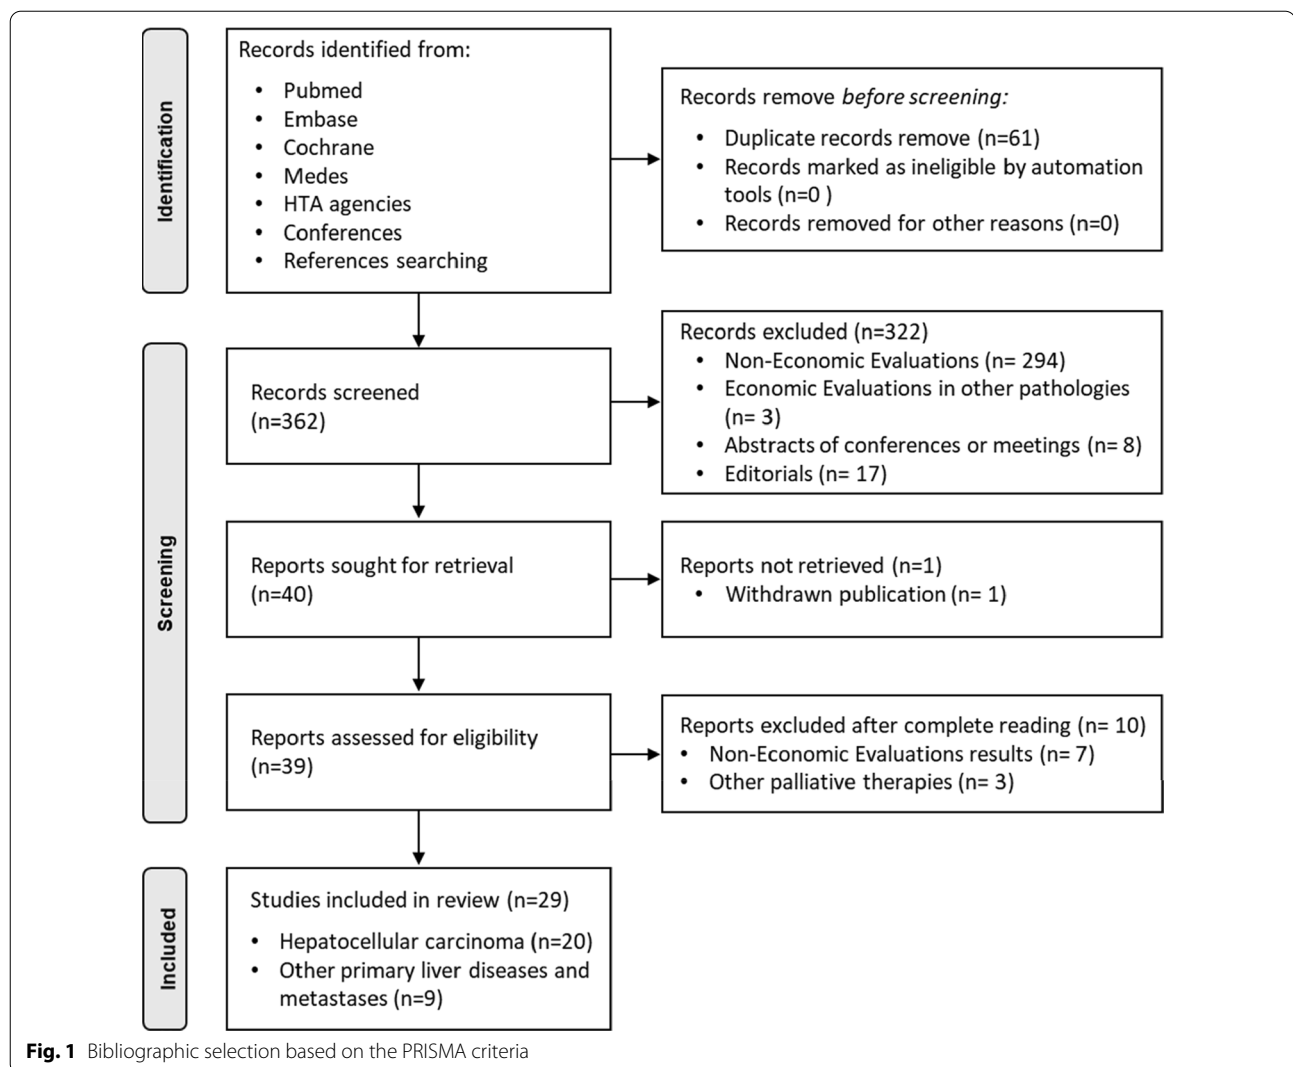 Identification
Records identified from:
• Pubmed
• Embase
• Cochrane
• Medes
• HTA agencies
• Conferences
• References searching
Records remove before screening:
• Duplicate records remove (n=61)
• Records marked as ineligible by automation
tools (n=0 )
• Records removed for other reasons (n=0)
Screening
Records screened
(n=362)
Records excluded (n=322)
• Non-Economic Evaluations (n= 294)
• Economic Evaluations in other pathologies
(n= 3)
• Abstracts of conferences or meetings (n= 8)
• Editorials (n= 17)
Reports sought for retrieval
(n=40)
Reports not retrieved (n=1)
• Withdrawn publication (n= 1)
Reports assessed for eligibility
(n=39)
Reports excluded after complete reading (n= 10)
• Non-Economic Evaluations results (n= 7)
• Other palliative therapies (n= 3)
Included
Studies included in review (n=29)
• Hepatocellular carcinoma (n=20)
• Other primary liver diseases and
metastases (n=9)
Fig. 1 Bibliographic selection based on the PRISMA criteria